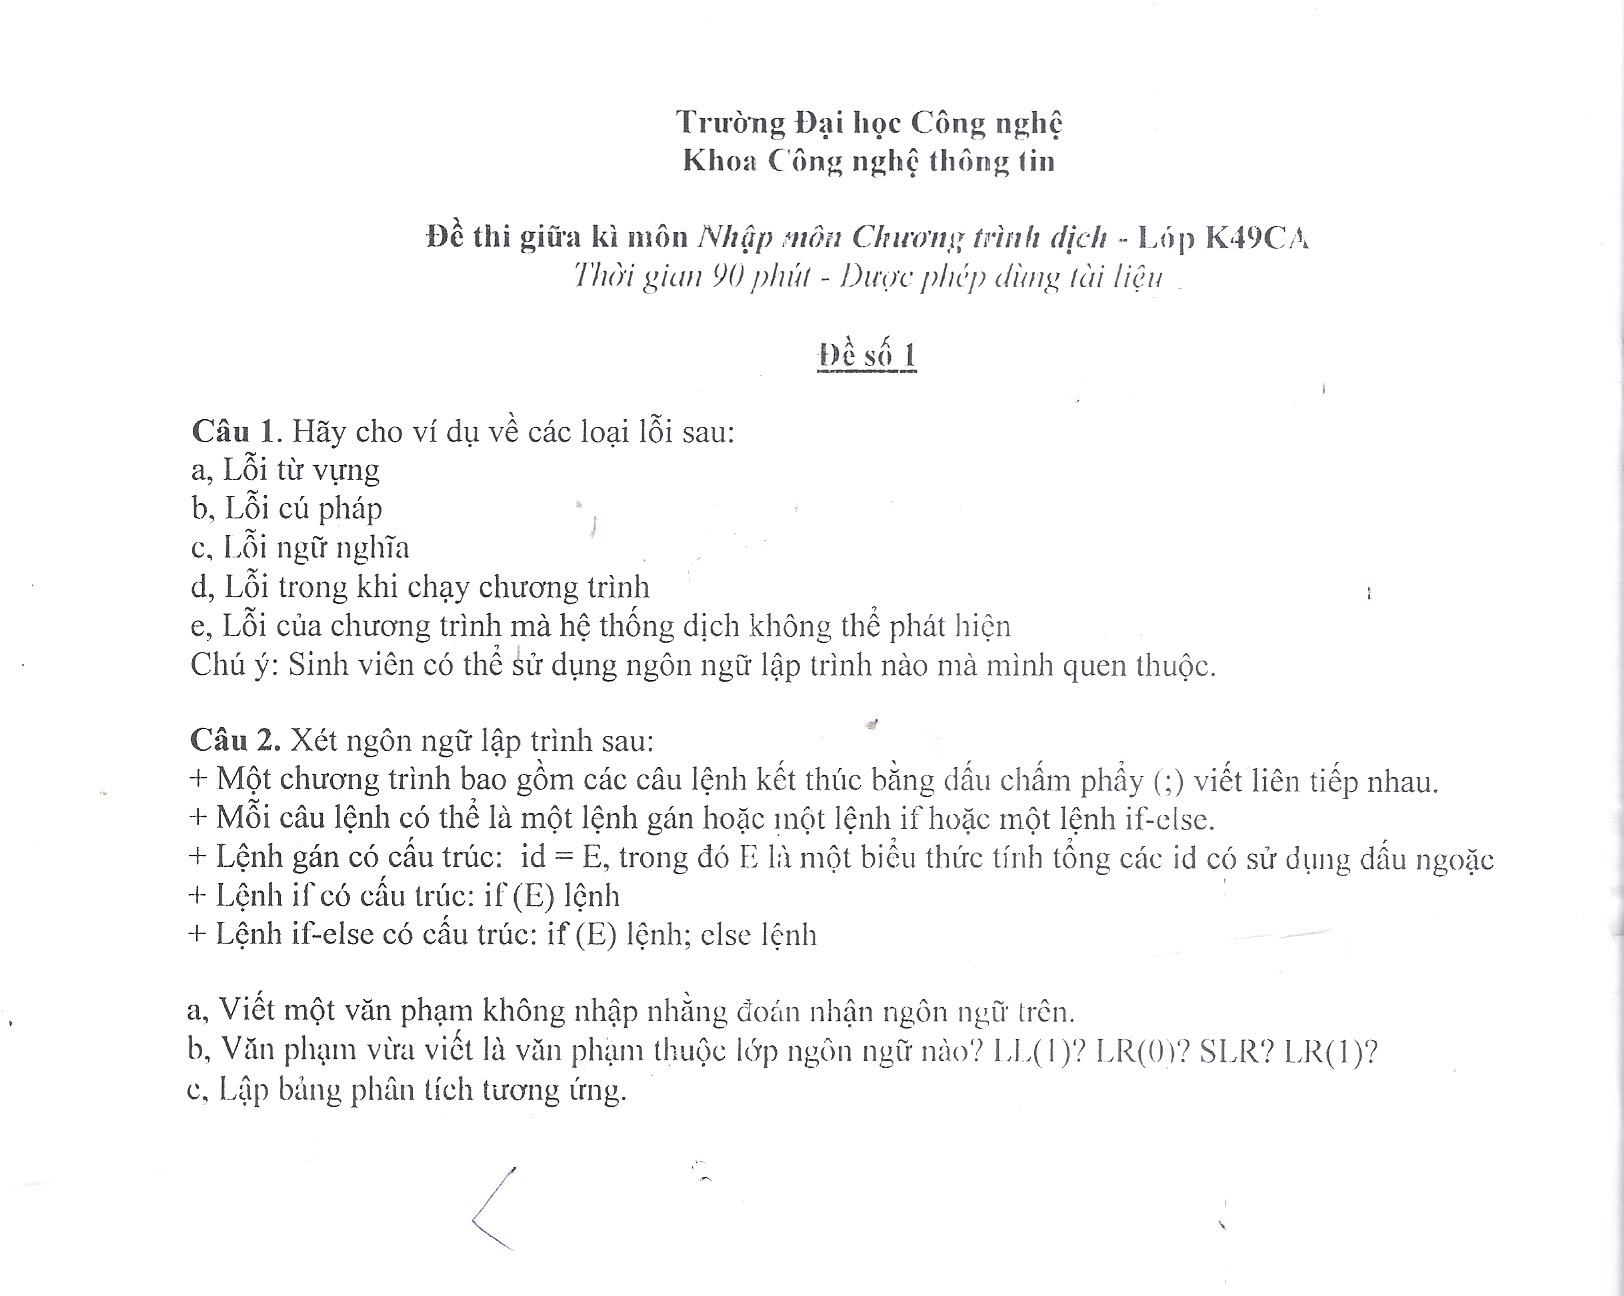 Trường Đại học Công nghệ
Khoa Công nghệ thông tin
Đề thi giữa kì môn Nhập môn Chương trình dịch - Lớp K49CA
Thời gian 90 phút - Được phép dùng tài liệu
Đề số 1
Câu 1. Hãy cho ví dụ về các loại lỗi sau:
a, Lỗi từ vựng
b, Lỗi cú pháp
c, Lỗi ngữ nghĩa
d, Lỗi trong khi chạy chương trình
e, Lỗi của chương trình mà hệ thống dịch không thể phát hiện
Chú ý: Sinh viên có thể sử dụng ngôn ngữ lập trình nào mà mình quen thuộc.
Câu 2. Xét ngôn ngữ lập trình sau:
+ Một chương trình bao gồm các câu lệnh kết thúc bằng dấu chấm phẩy (;) viết liên tiếp nhau.
+ Mỗi câu lệnh có thể là một lệnh gán hoặc một lệnh if hoặc một lệnh if-else.
+ Lệnh gán có cấu trúc: id = E, trong đó E là một biểu thức tính tổng các id có sử dụng dấu ngoặc
+ Lệnh if có cấu trúc: if (E) lệnh
+ Lệnh if-else có cấu trúc: if (E) lệnh; else lệnh
a, Viết một văn phạm không nhập nhằng đoán nhận ngôn ngữ trên.
b, Văn phạm vừa viết là văn phạm thuộc lớp ngôn ngữ nào? LL(1)? LR(0)? SLR? LR(1)?
c, Lập bảng phân tích tương ứng.